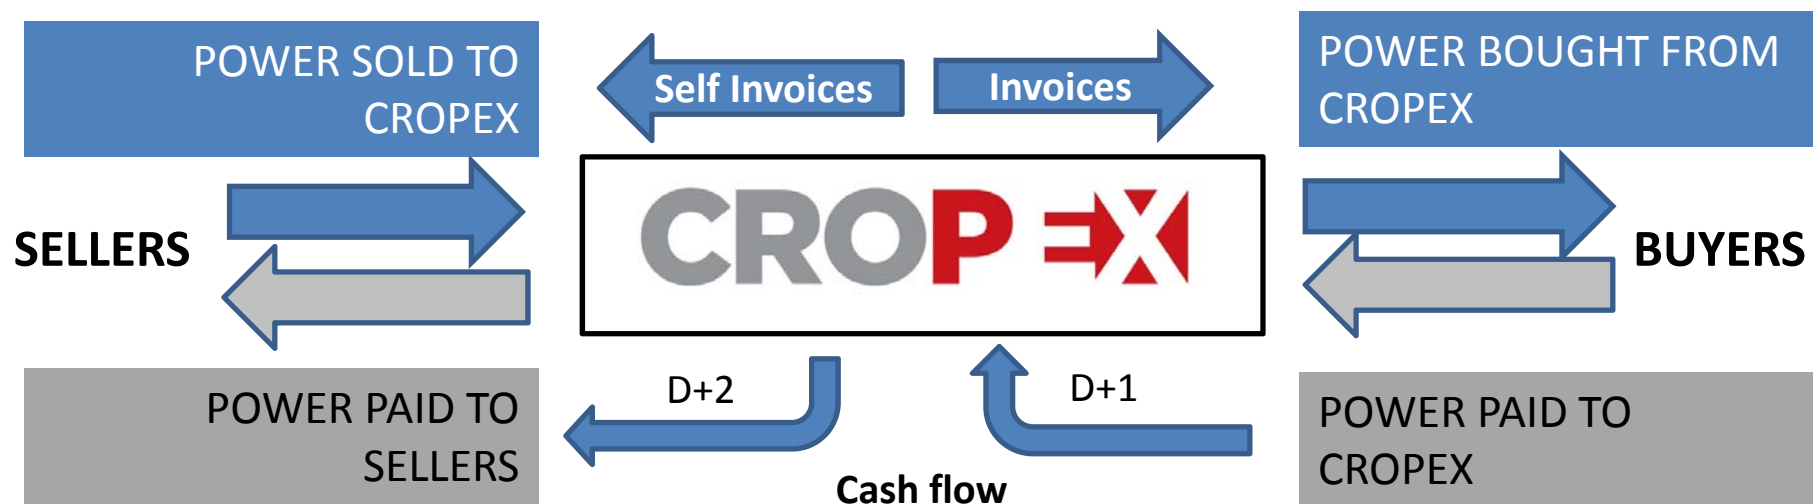 POWER SOLD TO
CROPEX
Self Invoices
Invoices
POWER BOUGHT FROM
CROPEX
SELLERS
CROPEX
BUYERS
POWER PAID TO
SELLERS
D+2
D+1
Cash flow
POWER PAID TO
CROPEX